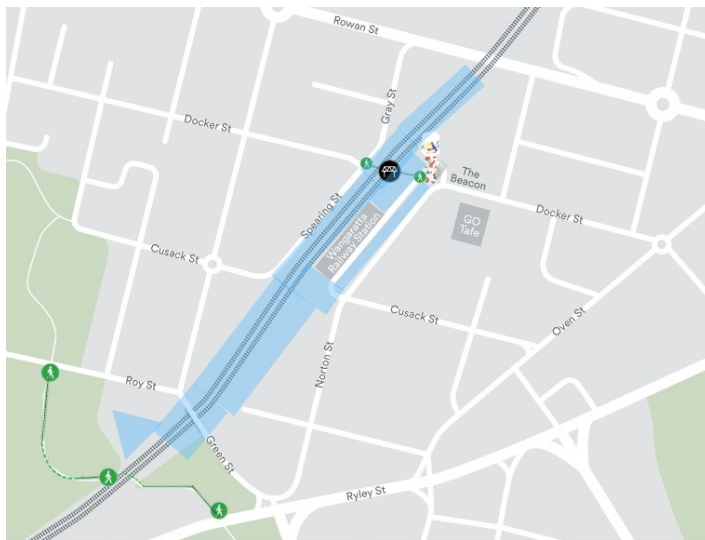 Rowan St
Gray St
Docker St
The
Beacon
Spearing St
Docker St
GO
Tafe
Wangaratta
Railway Station
Cusack St
Cusack St
Oven St
Norton St
Roy St
Green St
Ryley St